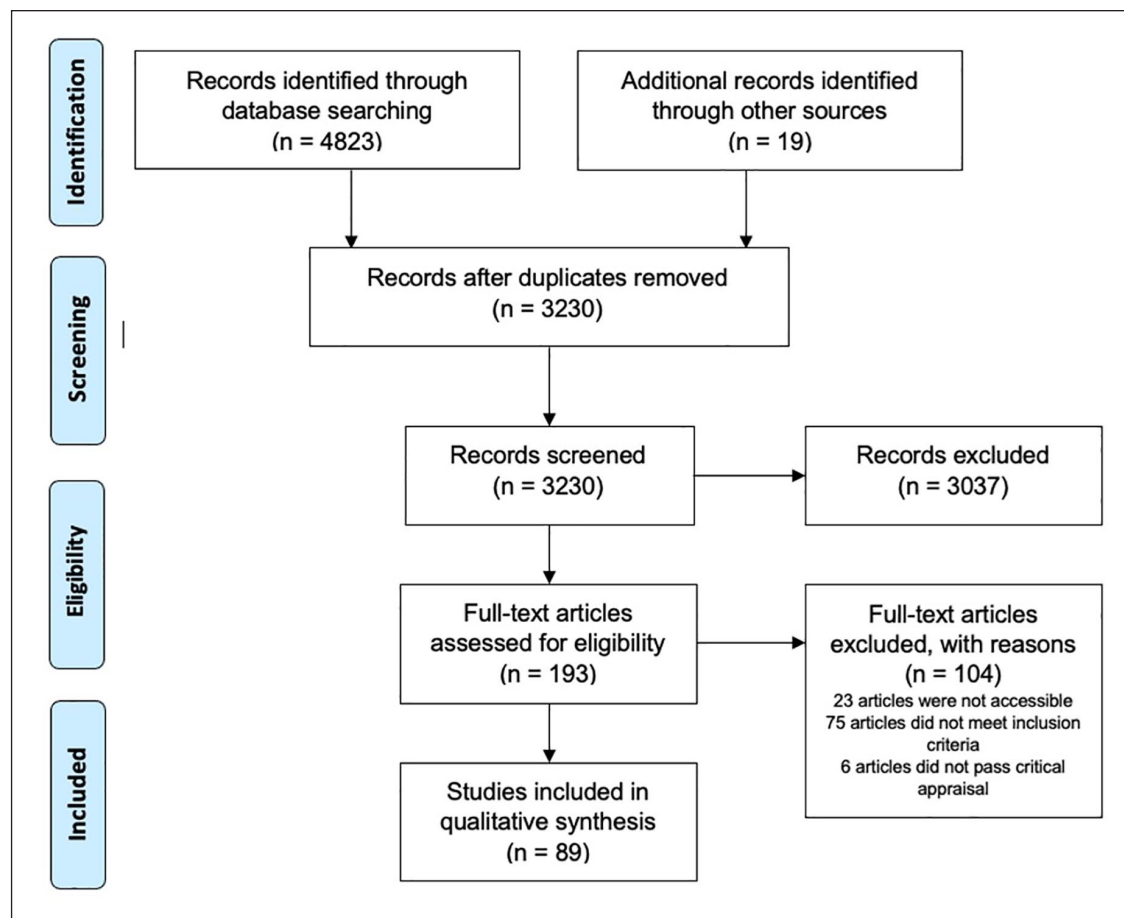 Identification
Records identified through
database searching
(n = 4823)
Additional records identified
through other sources
(n = 19)
Screening
Records after duplicates removed
(n = 3230)
Records screened
(n = 3230)
Records excluded
(n = 3037)
Eligibility
Full-text articles
assessed for eligibility
(n = 193)
Full-text articles
excluded, with reasons
(n = 104)
23 articles were not accessible
75 articles did not meet inclusion
criteria
6 articles did not pass critical
appraisal
Included
Studies included in
qualitative synthesis
(n = 89)